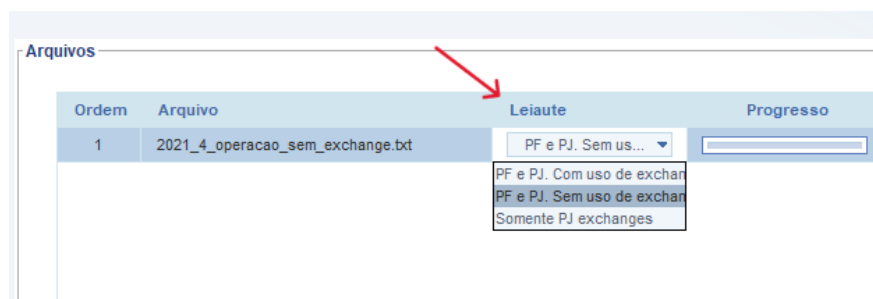 Arquivos
Ordem Arquivo Leiaute Progresso
1 2021_4_operacao_sem_exchange.txt PF e PJ. Sem us...
PF e PJ. Com uso de exchan
PF e PJ. Sem uso de exchan
Somente PJ exchanges